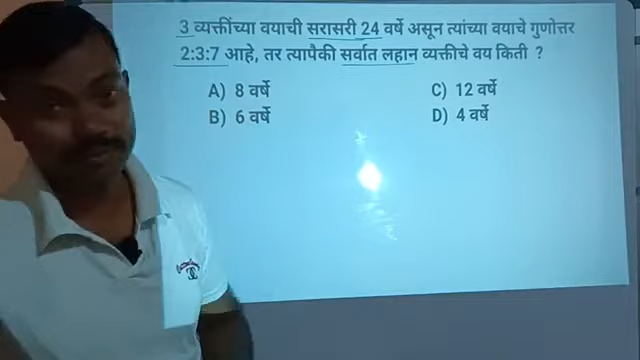 3 व्यक्तींच्या वयाची सरासरी 24 वर्षे असून त्यांच्या वयाचे गुणोत्तर
2:3:7 आहे, तर त्यापैकी सर्वात लहान व्यक्तीचे वय किती ?
A) 8 वर्षे
C) 12 वर्षे
B) 6 वर्षे
D) 4 वर्षे